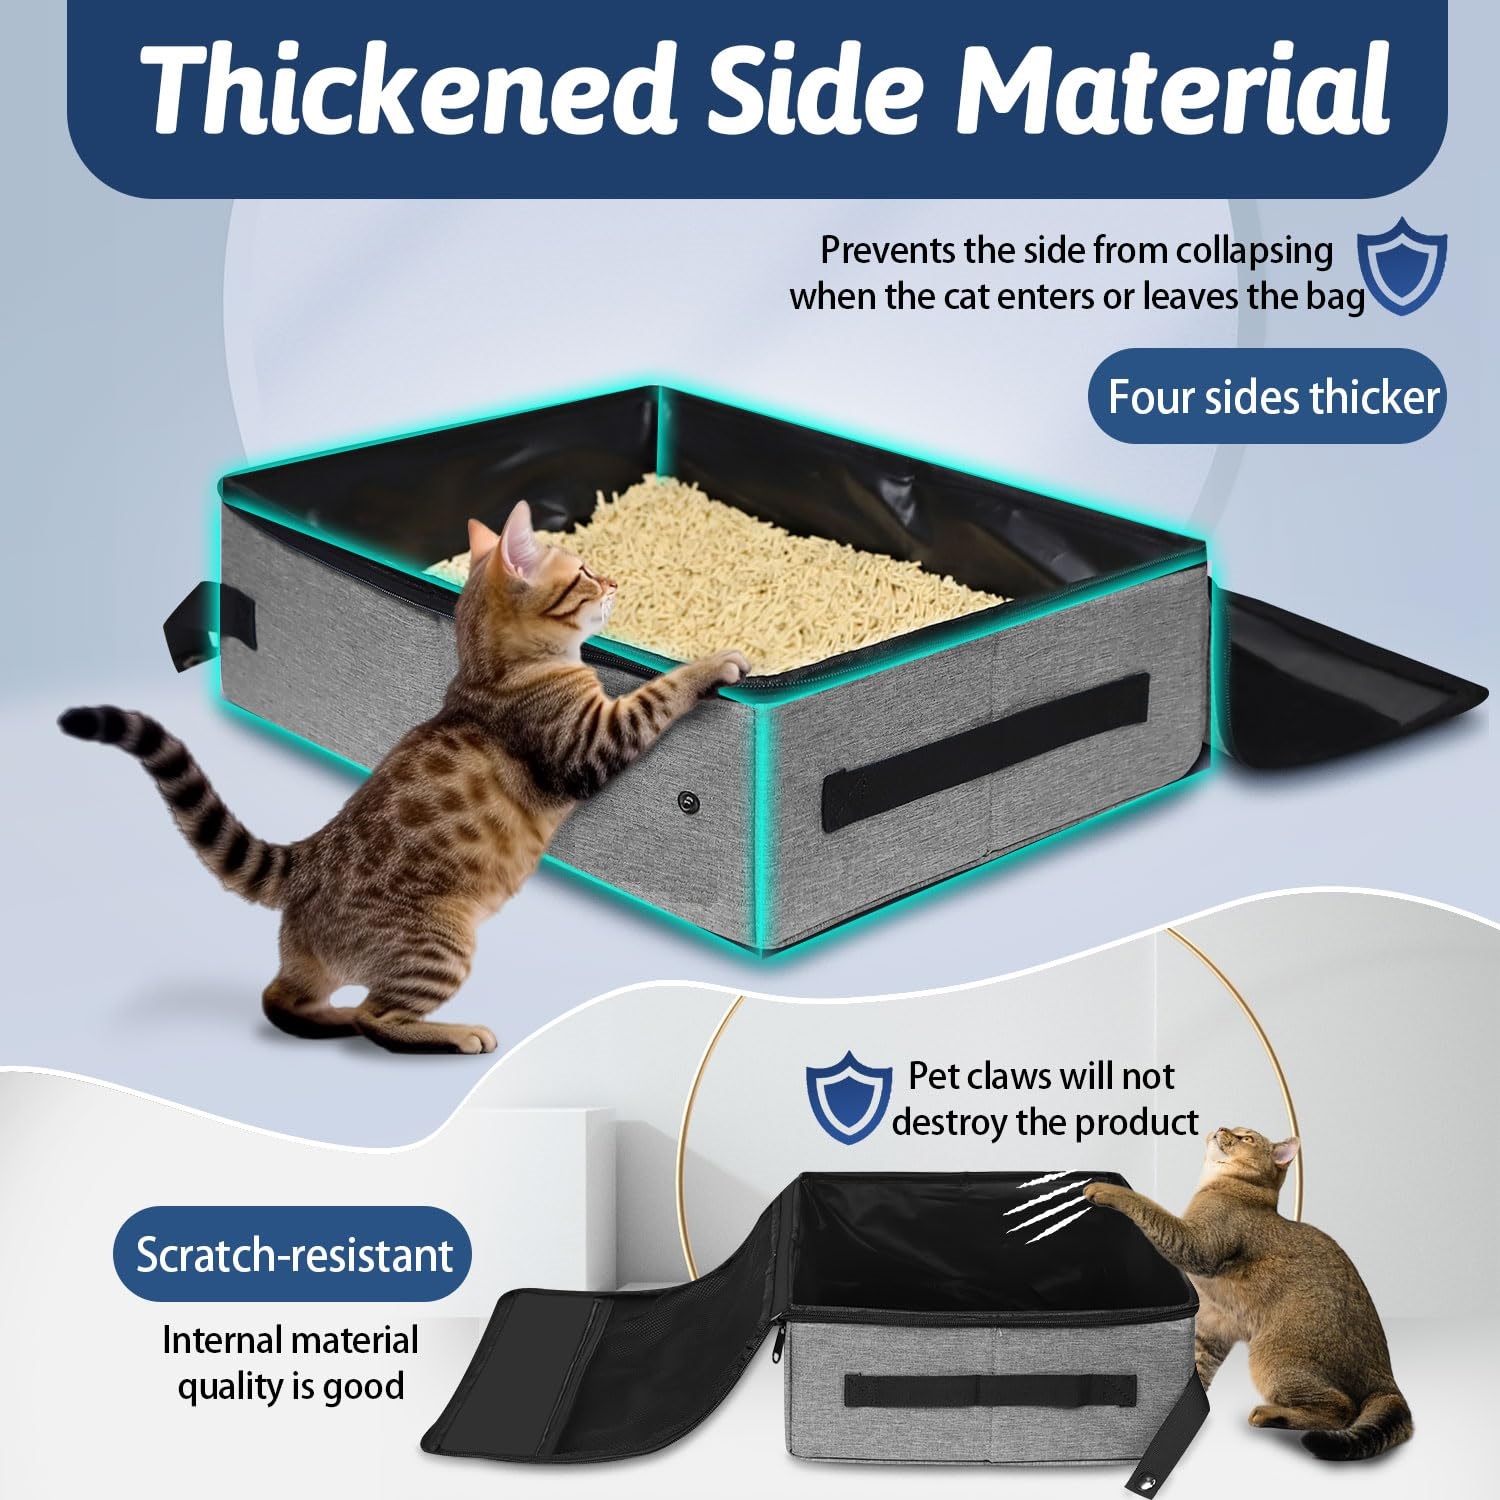 Thickened Side Material
Prevents the side from collapsing
when the cat enters or leaves the bag
Four sides thicker
Pet claws will not
destroy the product
Scratch-resistant
Internal material
quality is good